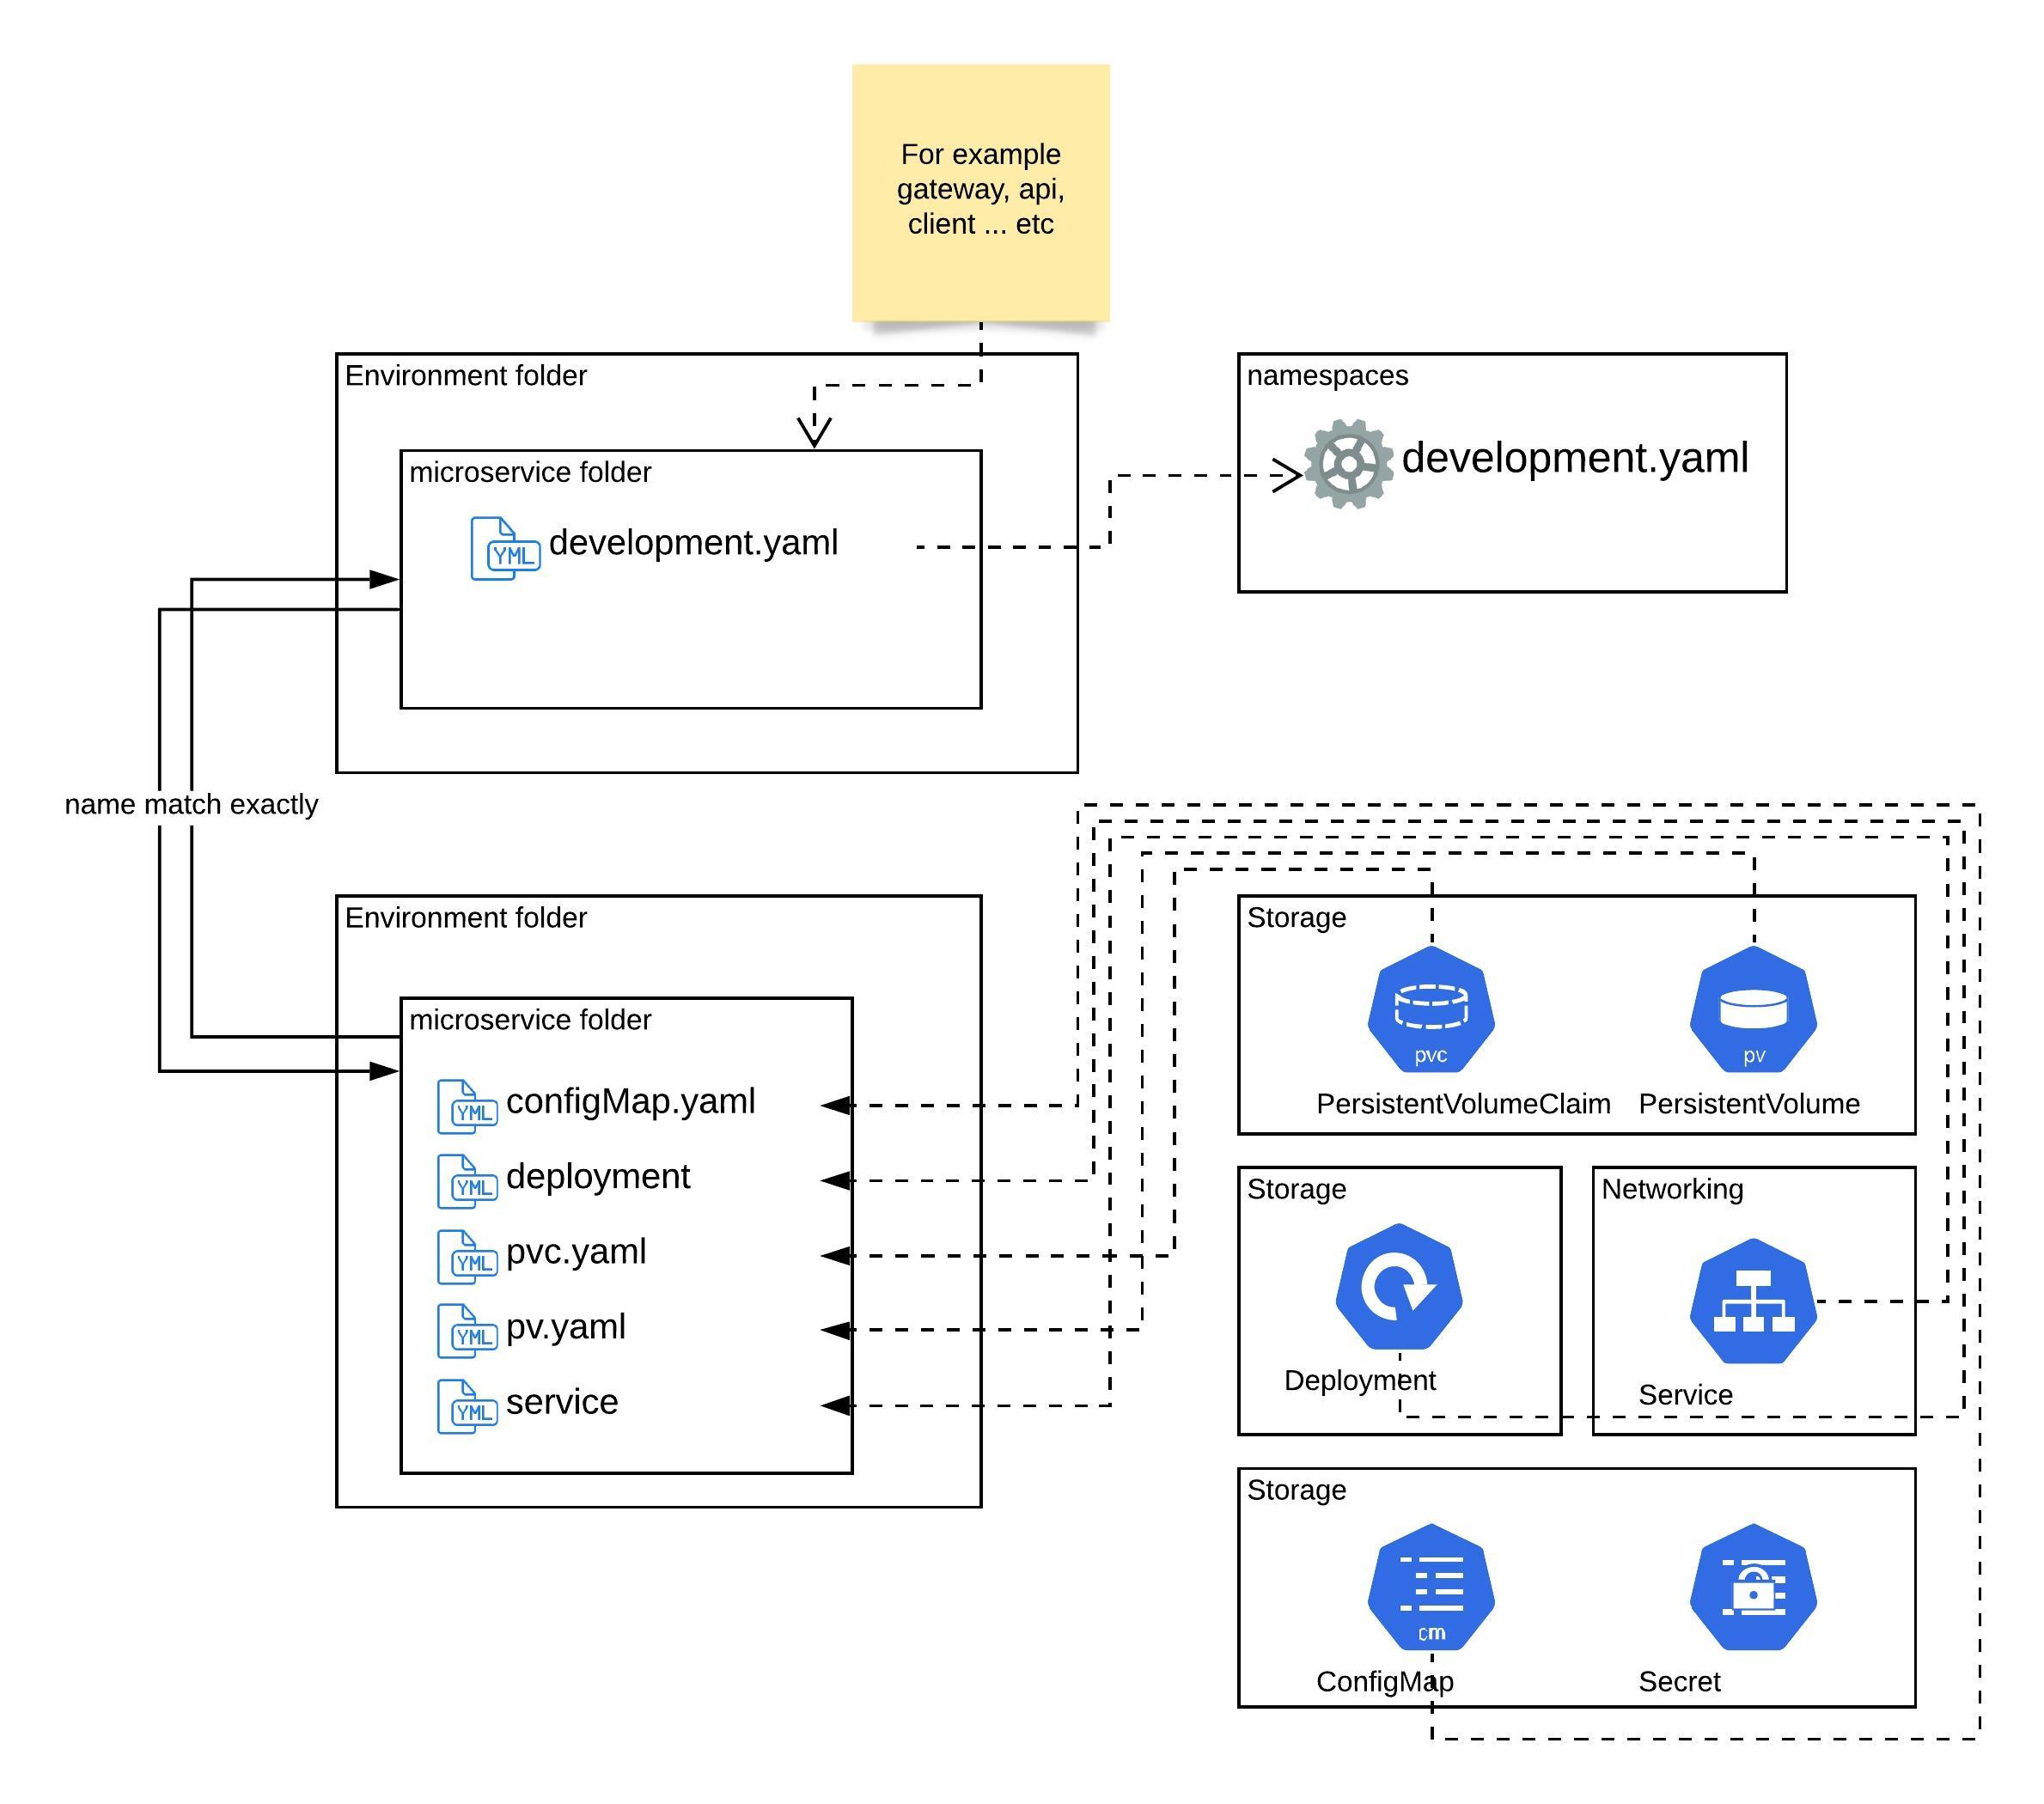 For example
gateway, api,
client ... etc
Environment folder
namespaces
microservice folder
development.yaml
YML
development.yaml
name match exactly
Environment folder
microservice folder
YML
configMap.yaml
YML
deployment
YML
pvc.yaml
YML
pv.yaml
YML
service
Storage
pvc
pv
PersistentVolumeClaim
PersistentVolume
Storage
Deployment
Networking
Service
Storage
cm
ConfigMap
Secret